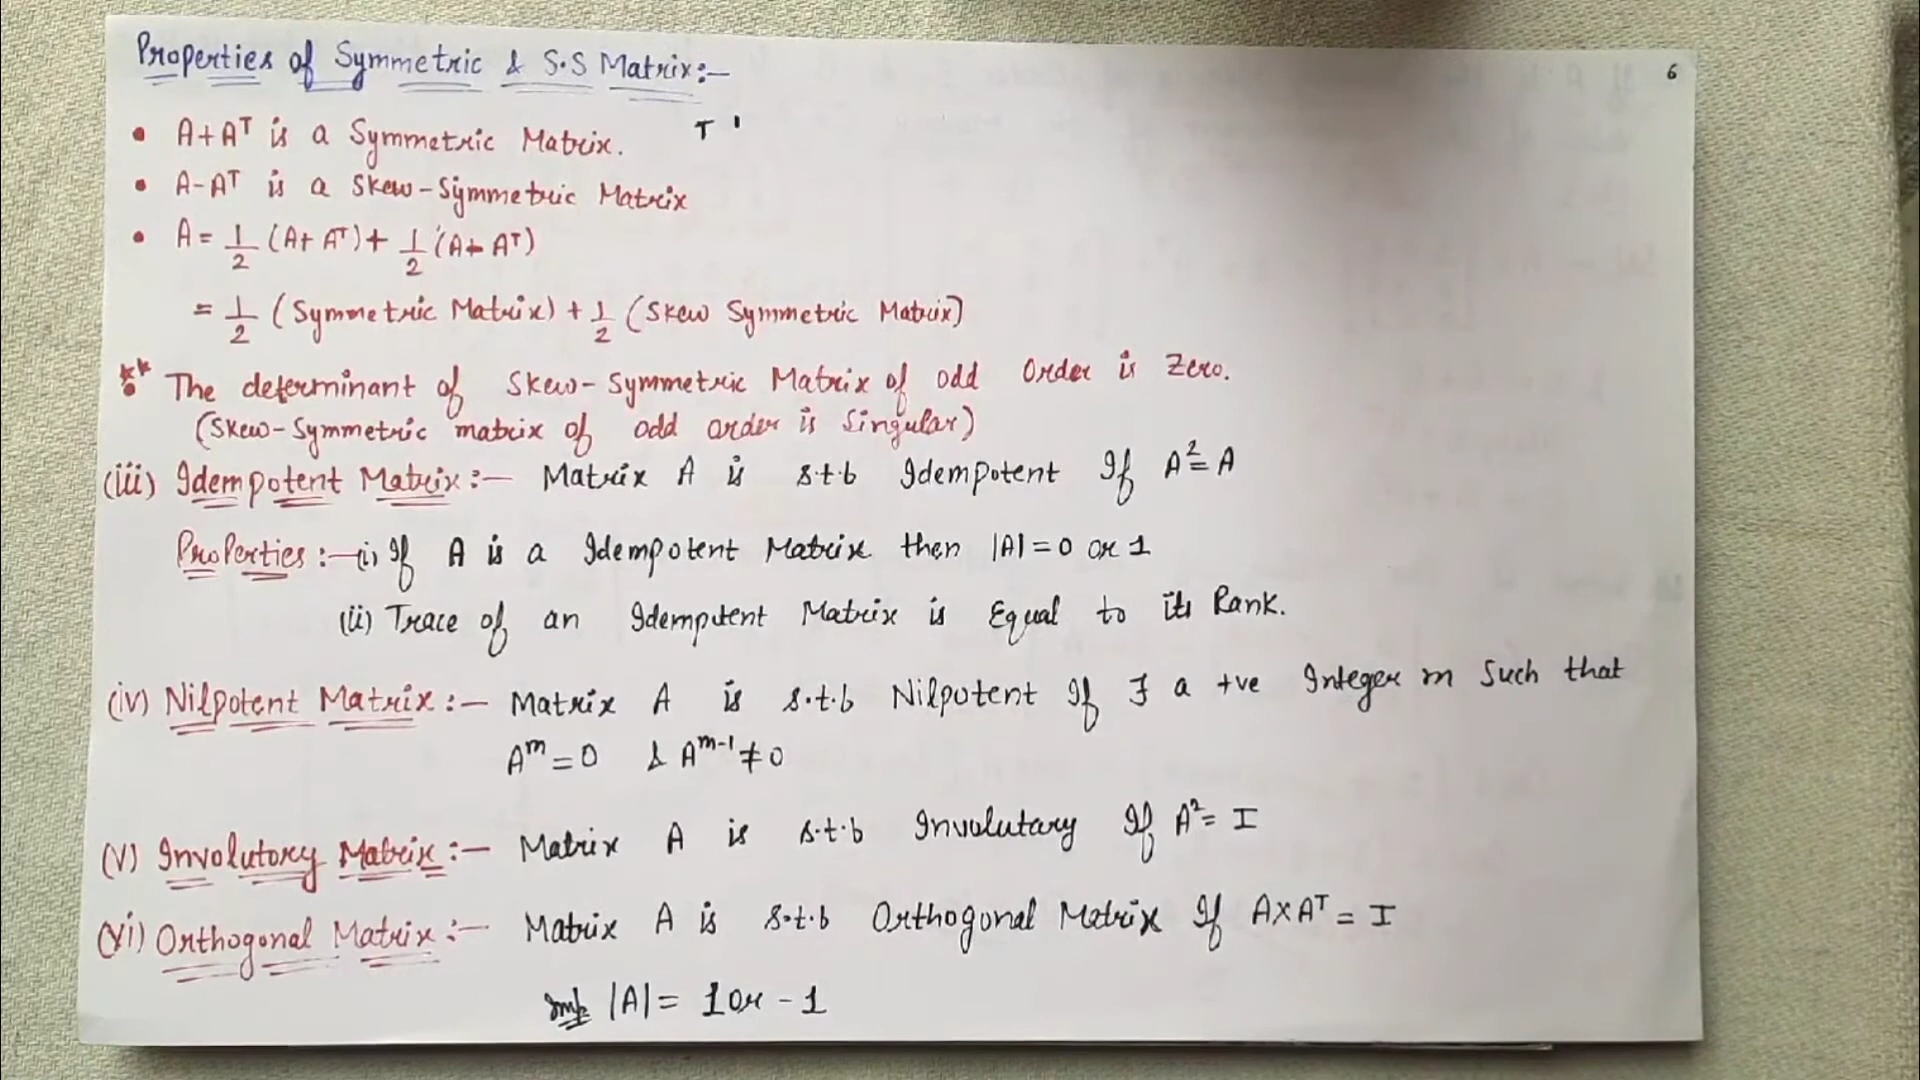 Properties of Symmetric & S.S Matrix:-
6
T '
• A+Aᵀ is a Symmetric Matrix.
• A-Aᵀ is a Skew-Symmetric Matrix
• A = 1/2 (A+Aᵀ) + 1/2 (A-Aᵀ)
= 1/2 (Symmetric Matrix) + 1/2 (Skew Symmetric Matrix)
** • The determinant of Skew-Symmetric Matrix of odd Order is Zero.
(Skew-Symmetric matrix of odd order is Singular)
(iii) Idempotent Matrix:- Matrix A is s.t.b Idempotent If A²=A
Properties:-(i) If A is a Idempotent Matrix then |A|=0 or 1
(ii) Trace of an Idempotent Matrix is Equal to its Rank.
(iv) Nilpotent Matrix:- Matrix A is s.t.b Nilpotent If ∃ a +ve Integer m Such that
Aᵐ=0 & Aᵐ⁻¹≠0
(v) Involutory Matrix:- Matrix A is s.t.b Involutary If A²=I
(vi) Orthogonal Matrix:- Matrix A is s.t.b Orthogonal Matrix If A×Aᵀ=I
Imp |A|= 1 or -1